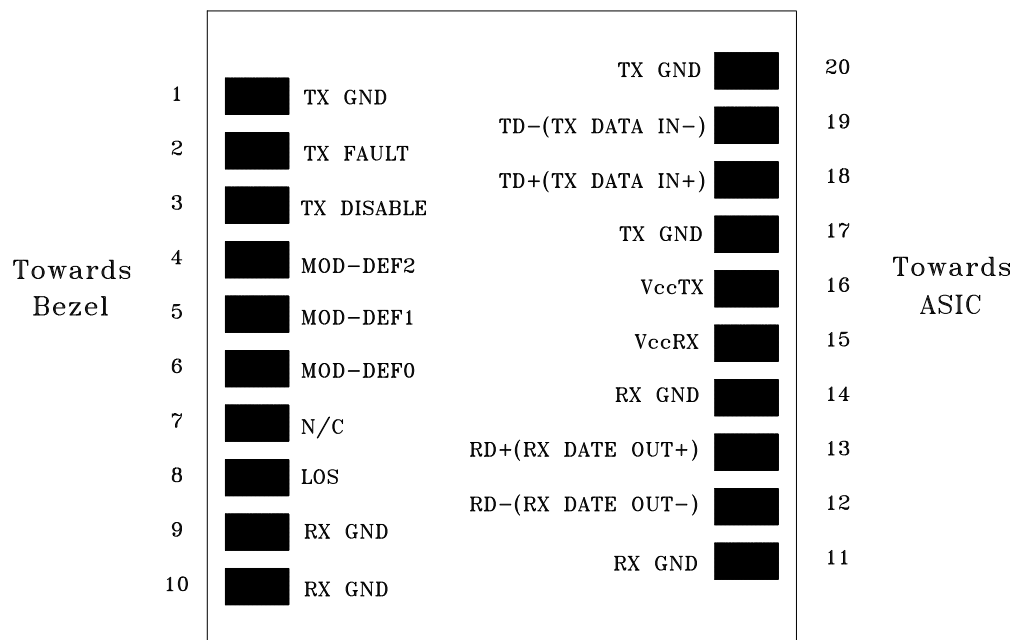 Towards
Bezel
1 TX GND
2 TX FAULT
3 TX DISABLE
4 MOD-DEF2
5 MOD-DEF1
6 MOD-DEF0
7 N/C
8 LOS
9 RX GND
10 RX GND
TX GND 20
TD-(TX DATA IN-) 19
TD+(TX DATA IN+) 18
TX GND 17
VccTX 16
VccRX 15
RX GND 14
RD+(RX DATE OUT+) 13
RD-(RX DATE OUT-) 12
RX GND 11
Towards
ASIC